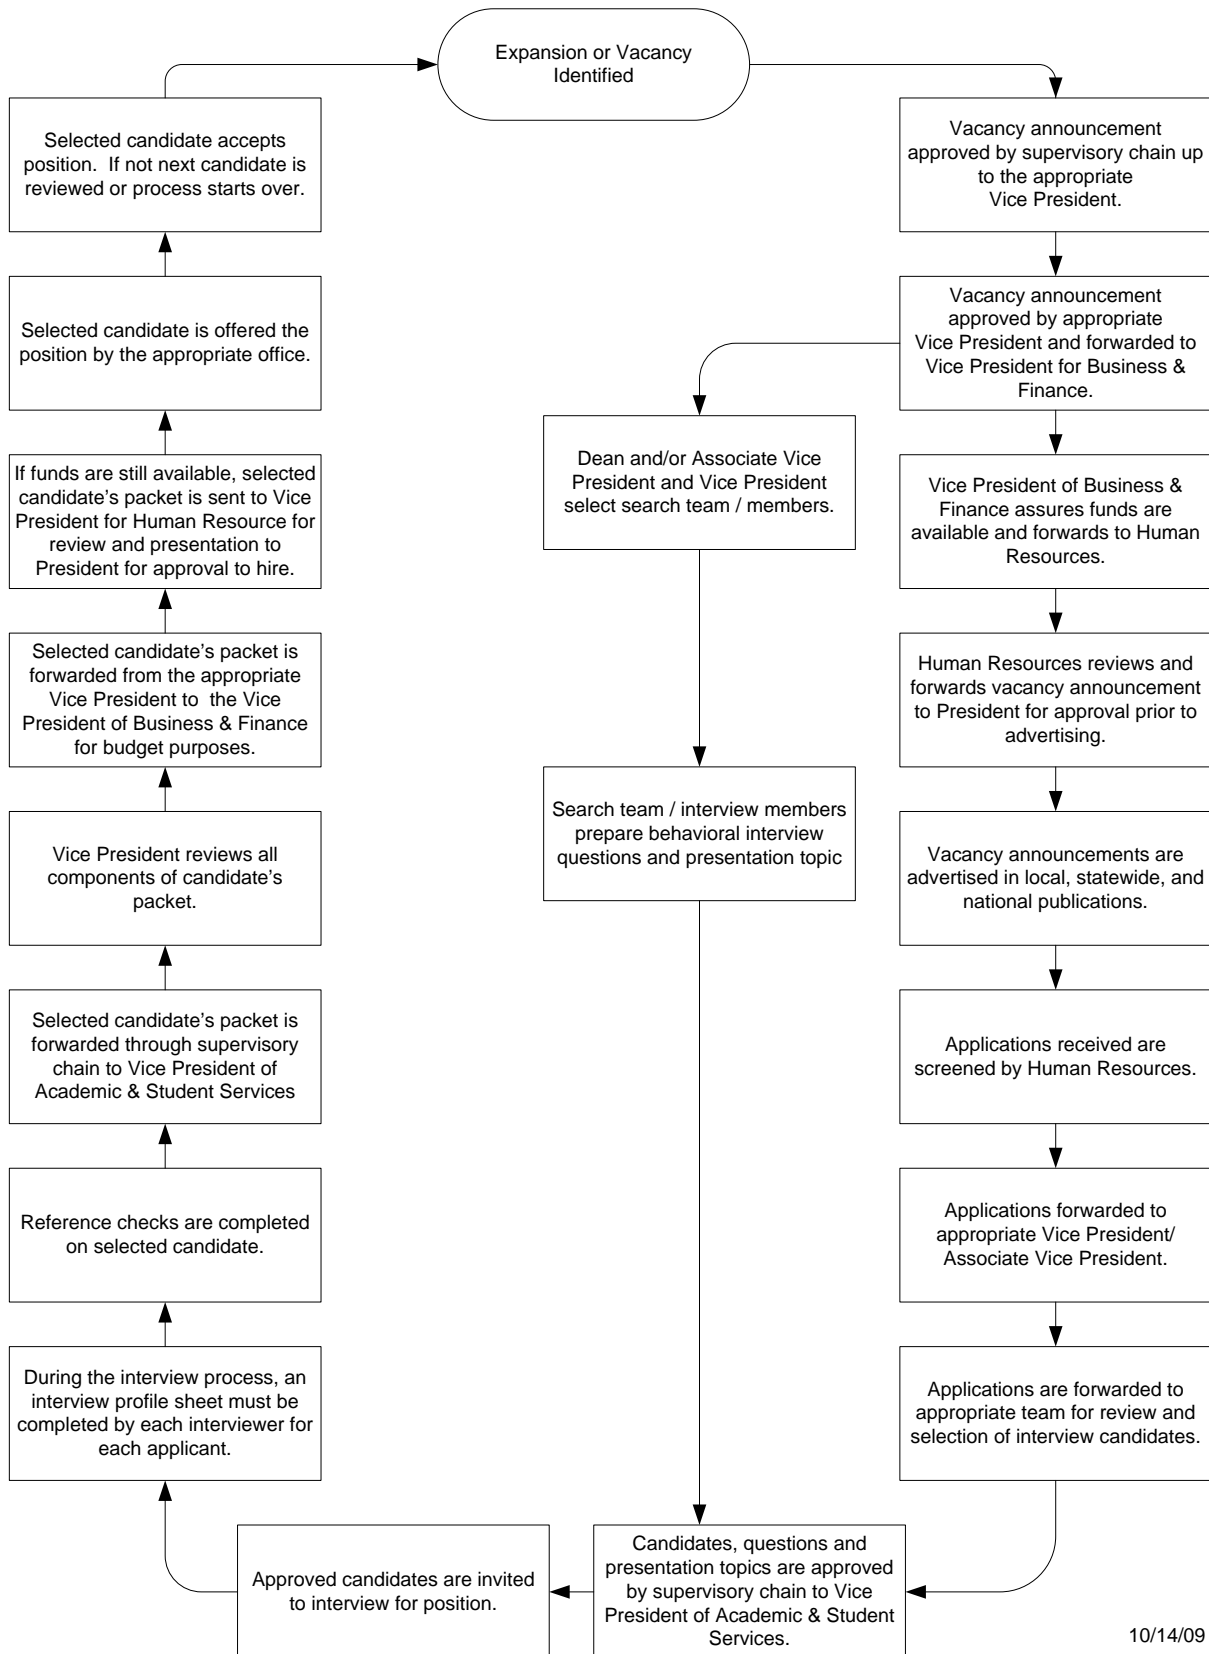 Expansion or Vacancy
Identified
Vacancy announcement
approved by supervisory chain up
to the appropriate
Vice President.
Vacancy announcement
approved by appropriate
Vice President and forwarded to
Vice President for Business &
Finance.
Vice President of Business &
Finance assures funds are
available and forwards to Human
Resources.
Human Resources reviews and
forwards vacancy announcement
to President for approval prior to
advertising.
Vacancy announcements are
advertised in local, statewide, and
national publications.
Applications received are
screened by Human Resources.
Applications forwarded to
appropriate Vice President/
Associate Vice President.
Applications are forwarded to
appropriate team for review and
selection of interview candidates.
Dean and/or Associate Vice
President and Vice President
select search team / members.
Search team / interview members
prepare behavioral interview
questions and presentation topic
Candidates, questions and
presentation topics are approved
by supervisory chain to Vice
President of Academic & Student
Services.
Approved candidates are invited
to interview for position.
During the interview process, an
interview profile sheet must be
completed by each interviewer for
each applicant.
Reference checks are completed
on selected candidate.
Selected candidate's packet is
forwarded through supervisory
chain to Vice President of
Academic & Student Services
Vice President reviews all
components of candidate's
packet.
Selected candidate's packet is
forwarded from the appropriate
Vice President to the Vice
President of Business & Finance
for budget purposes.
If funds are still available, selected
candidate's packet is sent to Vice
President for Human Resource for
review and presentation to
President for approval to hire.
Selected candidate is offered the
position by the appropriate office.
Selected candidate accepts
position. If not next candidate is
reviewed or process starts over.
10/14/09